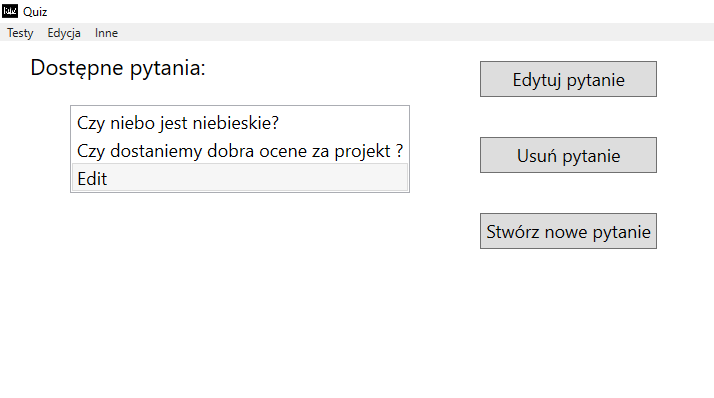 Quiz
Testy Edycja Inne
Dostępne pytania:
Edytuj pytanie
Czy niebo jest niebieskie?
Czy dostaniemy dobra ocene za projekt ?
Edit
Usuń pytanie
Stwórz nowe pytanie